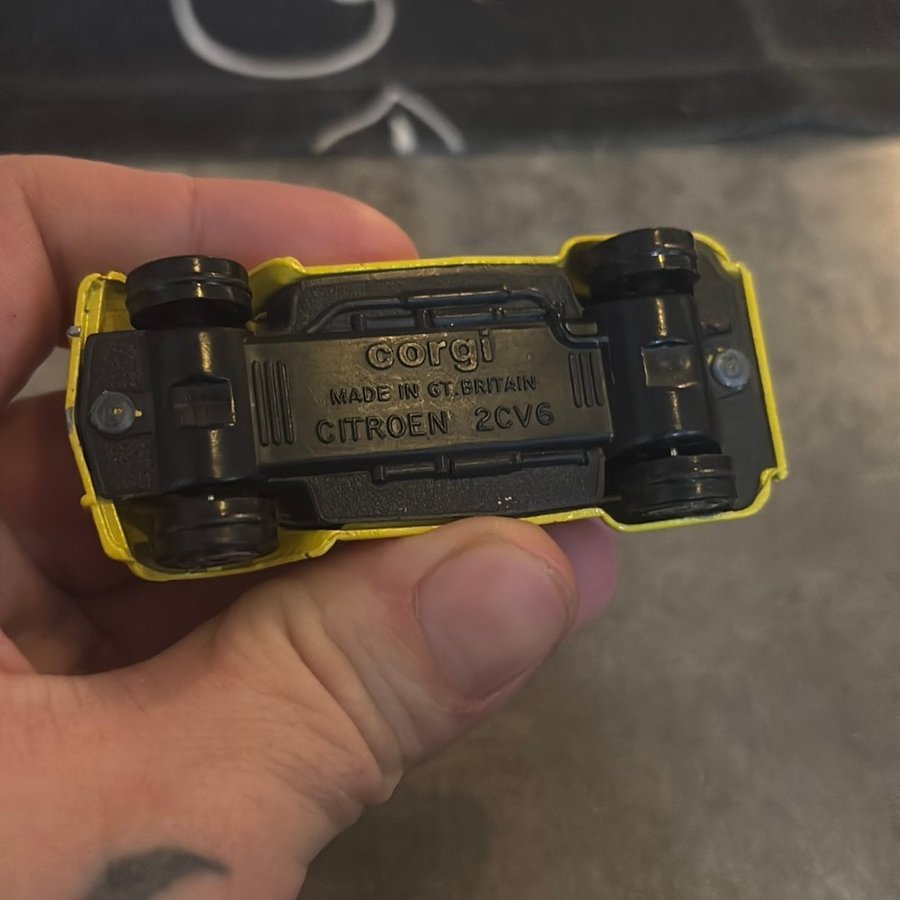 corgi
MADE IN GT. BRITAIN
CITROEN 2CV6